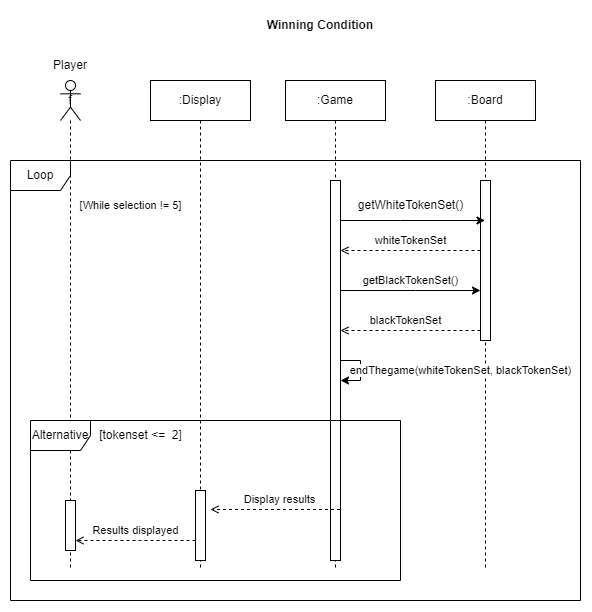 Winning Condition
Player
:Display
:Game
:Board
Loop
[While selection != 5]
getWhiteTokenSet()
whiteTokenSet
getBlackTokenSet()
blackTokenSet
endThegame(whiteTokenSet, blackTokenSet)
Alternative
[tokenset <= 2]
Display results
Results displayed